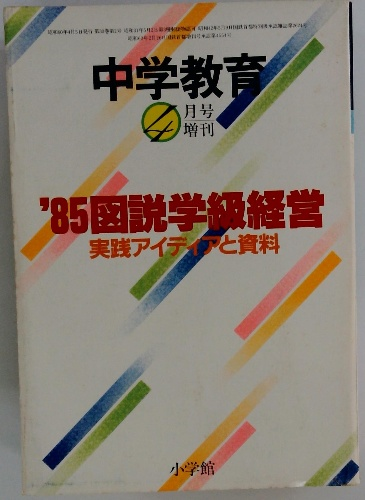 中学教育
4月号
増刊
'85図説学級経営
実践アイディアと資料
小学館